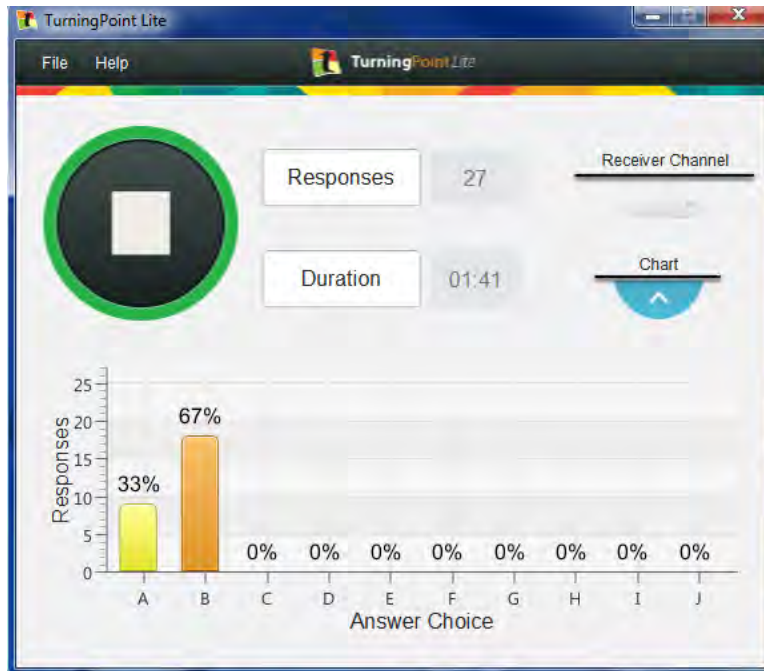 TurningPoint Lite
File Help
TurningPoint Lite
Responses 27
Receiver Channel
Duration 01:41
Chart
25
20
15
10
5
0
Responses
33%
67%
0% 0% 0% 0% 0% 0% 0% 0%
A B C D E F G H I J
Answer Choice